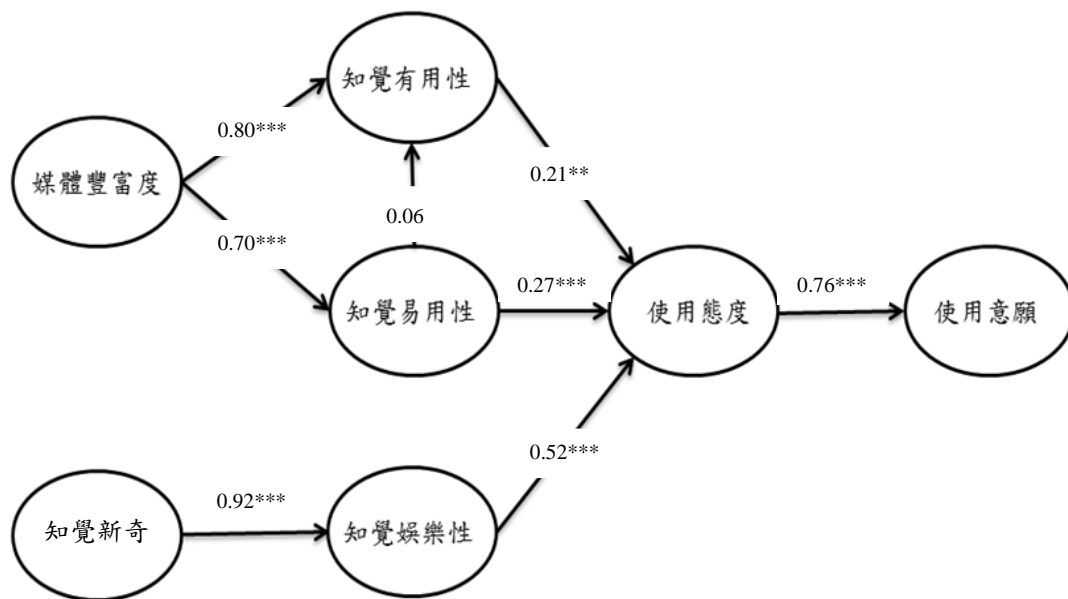 知覺有用性
0.80***
媒體豐富度
0.21**
0.06
0.70***
知覺易用性
0.27***
使用態度
0.76***
使用意願
0.52***
知覺新奇
0.92***
知覺娛樂性